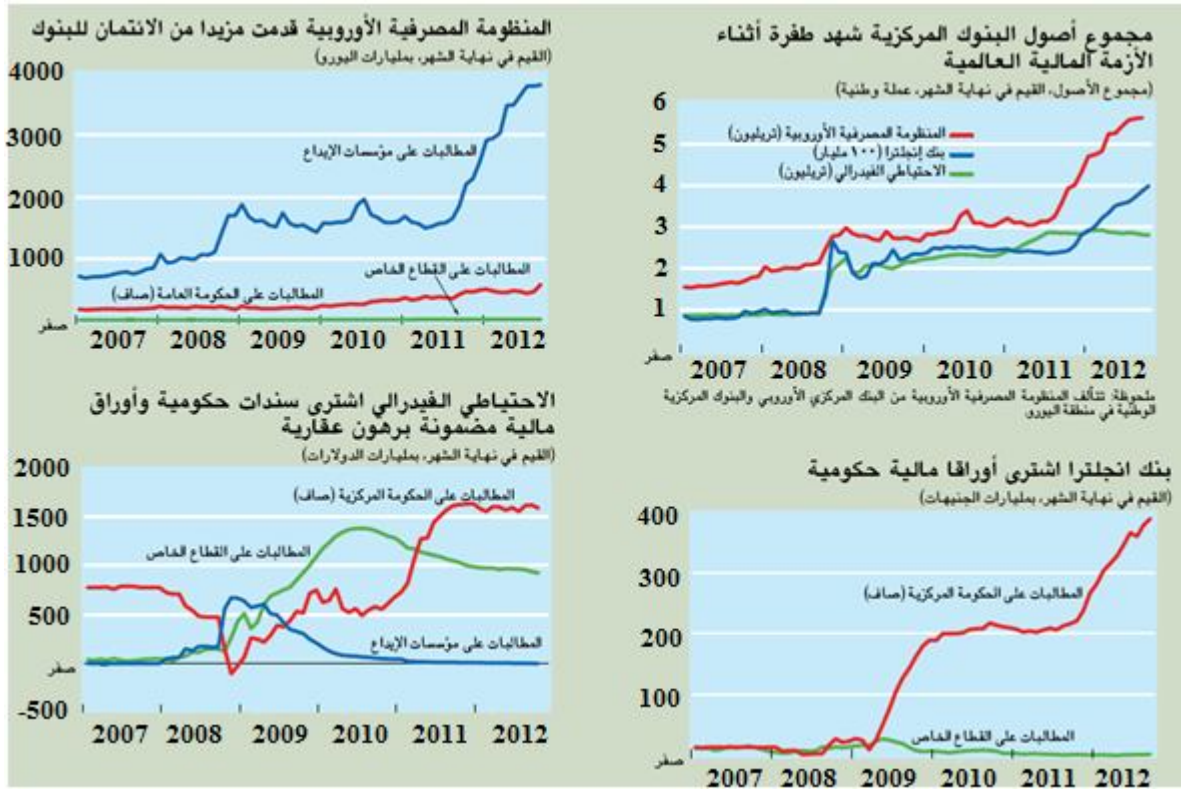 مجموع أصول البنوك المركزية شهد طفرة أثناء
الأزمة المالية العالمية
(مجموع الأصول، القيم في نهاية الشهر، عملة وطنية)
6
5
4
3
2
1
صفر
المنظومة المصرفية الأوروبية (تريليون)
بنك إنجلترا (١٠٠ مليار)
الاحتياطي الفيدرالي (تريليون)
2007 2008 2009 2010 2011 2012
ملحوظة: تتألف المنظومة المصرفية الأوروبية من البنك المركزي الأوروبي والبنوك المركزية
الوطنية في منطقة اليورو.
المنظومة المصرفية الأوروبية قدمت مزيدا من الائتمان للبنوك
(القيم في نهاية الشهر، بمليارات اليورو)
4000
3000
2000
1000
صفر
المطالبات على مؤسسات الإيداع
المطالبات على القطاع الخاص
المطالبات على الحكومة العامة (صاف)
2007 2008 2009 2010 2011 2012
بنك انجلترا اشترى أوراقا مالية حكومية
(القيم في نهاية الشهر، بمليارات الجنيهات)
400
300
200
100
صفر
المطالبات على الحكومة المركزية (صاف)
المطالبات على القطاع الخاص
2007 2008 2009 2010 2011 2012
الاحتياطي الفيدرالي اشترى سندات حكومية وأوراق
مالية مضمونة برهون عقارية
(القيم في نهاية الشهر، بمليارات الدولارات)
2000
1500
1000
500
صفر
-500
المطالبات على الحكومة المركزية (صاف)
المطالبات على القطاع الخاص
المطالبات على مؤسسات الإيداع
2007 2008 2009 2010 2011 2012